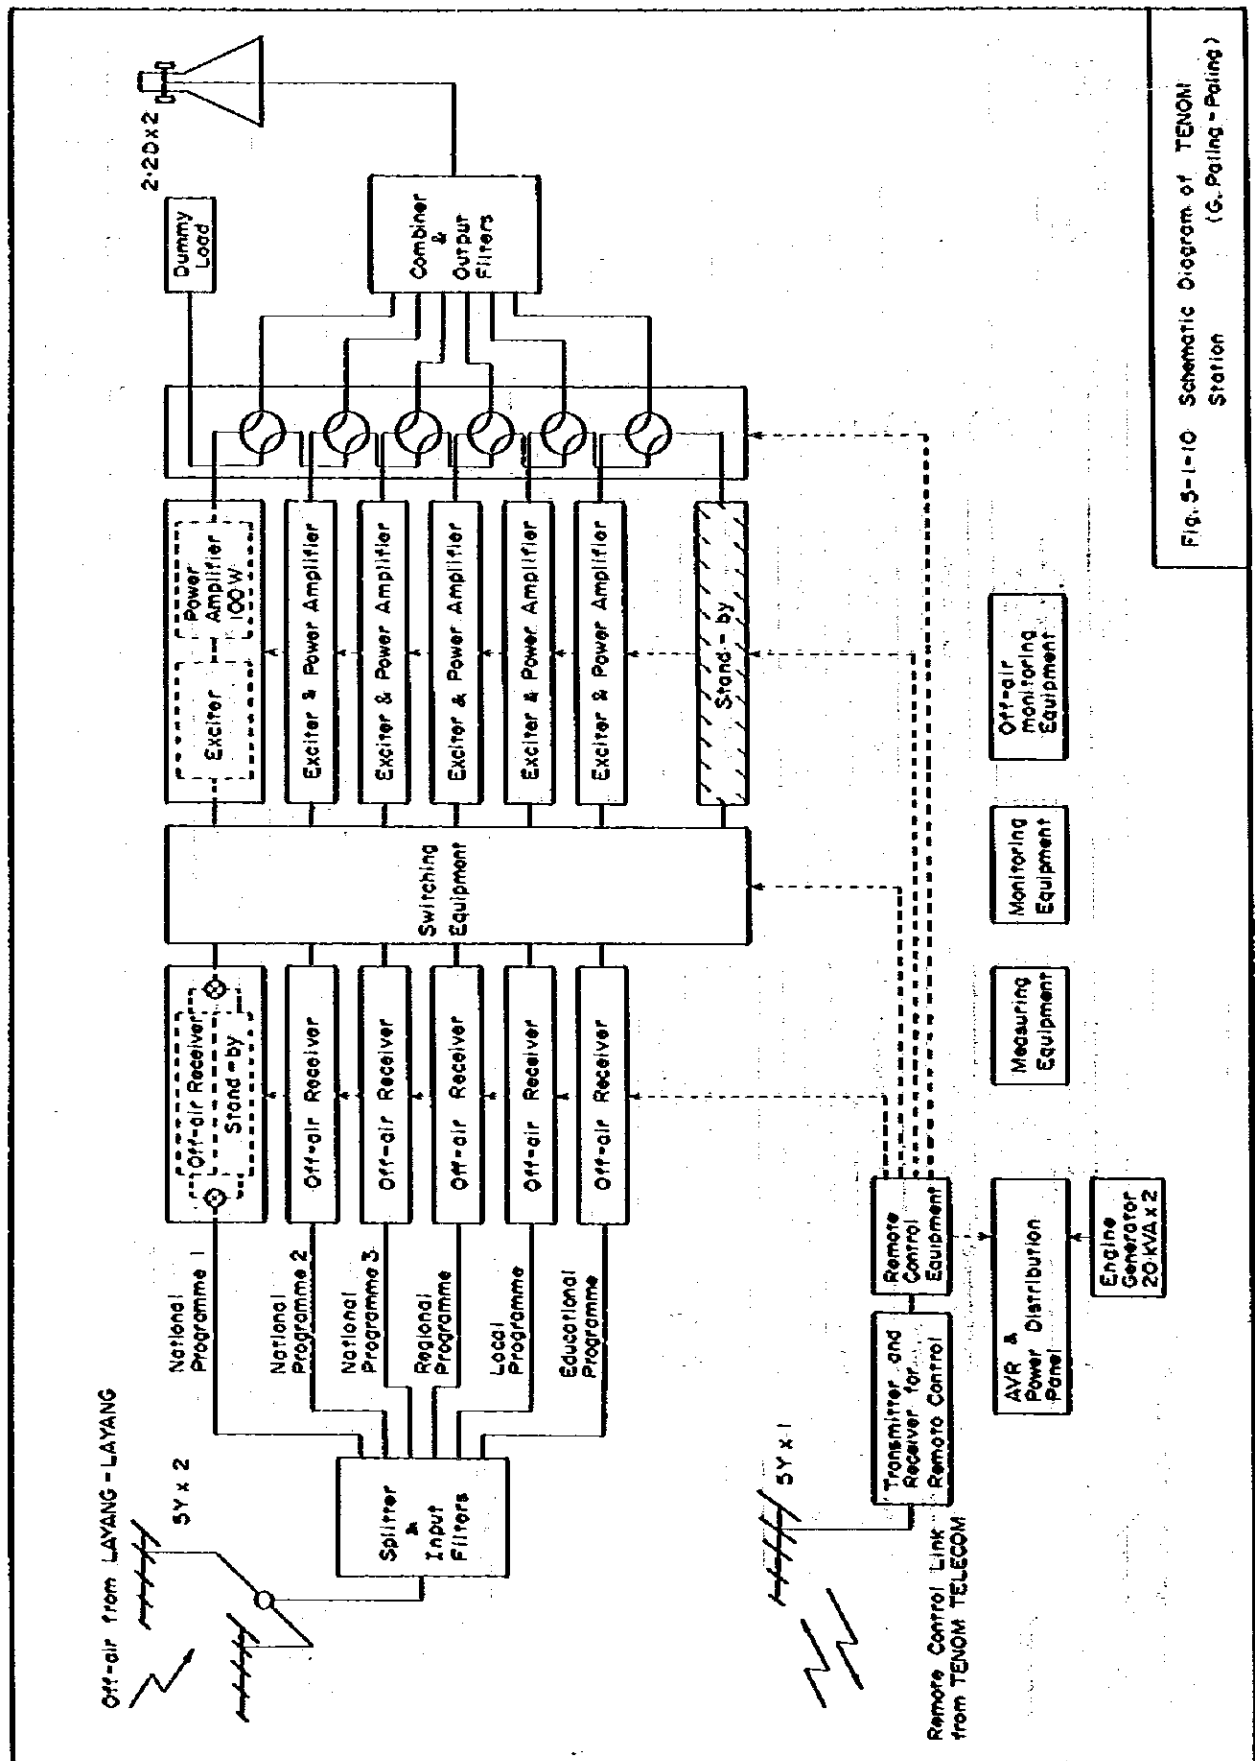 Off-air from LAYANG-LAYANG
5Y x 2
Splitter
&
Input
Filters
National
Programme 1
National
Programme 2
National
Programme 3
Regional
Programme
Local
Programme
Educational
Programme
Off-air Receiver
Stand-by
Off-air Receiver
Off-air Receiver
Off-air Receiver
Off-air Receiver
Off-air Receiver
Switching
Equipment
Exciter
Power
Amplifier
100W
Exciter & Power Amplifier
Exciter & Power Amplifier
Exciter & Power Amplifier
Exciter & Power Amplifier
Exciter & Power Amplifier
Stand-by
Dummy
Load
2·2D x 2
Combiner
&
Output
Filters
5Y x 1
Remote Control Link
from TENOM TELECOM
Transmitter and
Receiver for
Remote Control
Remote
Control
Equipment
AVR &
Power Distribution
Panel
Engine
Generator
20kVA x 2
Measuring
Equipment
Monitoring
Equipment
Off-air
monitoring
Equipment
Fig. 5-1-10 Schematic Diagram of TENOM
Station (G. Paling-Paling)